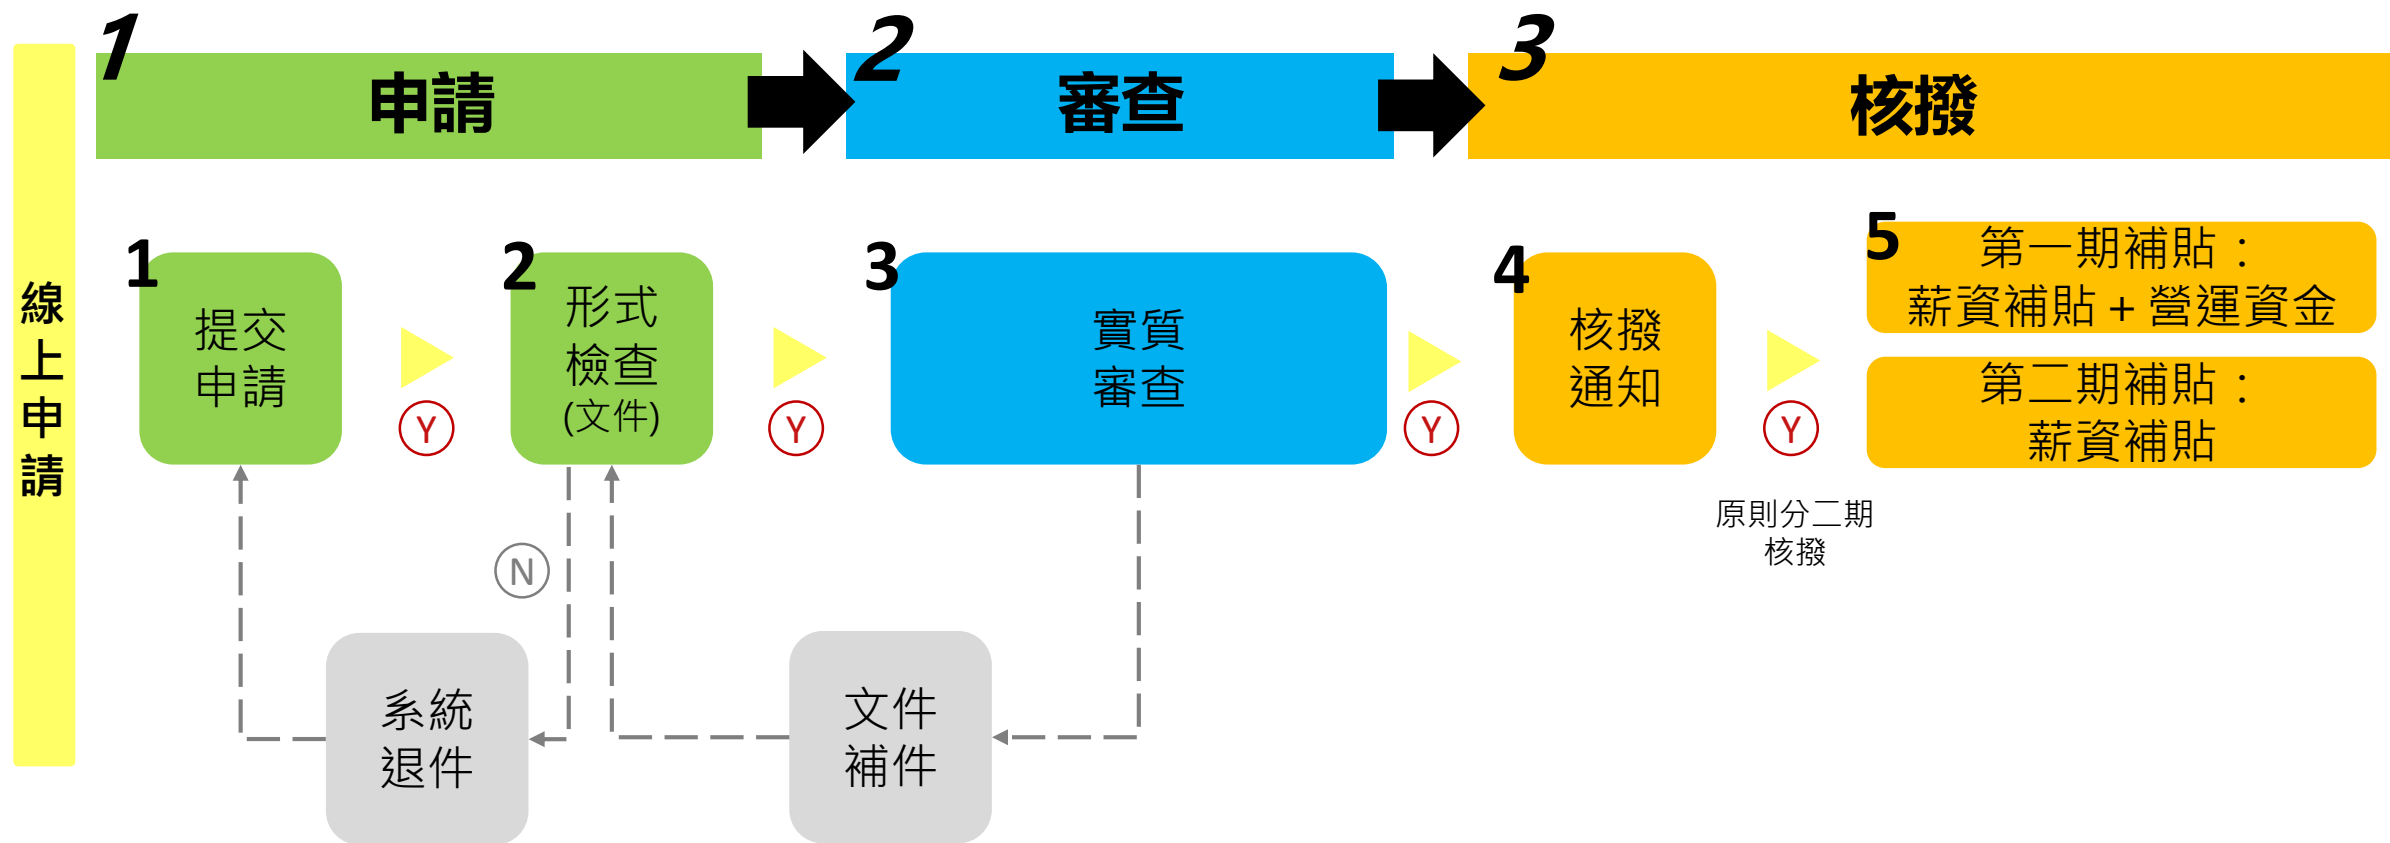 線上申請
1
申請
2
審查
3
核撥
1
提交
申請
Y
2
形式
檢查
(文件)
Y
3
實質
審查
Y
4
核撥
通知
Y
原則分二期
核撥
5
第一期補貼：
薪資補貼 + 營運資金
第二期補貼：
薪資補貼
N
系統
退件
文件
補件